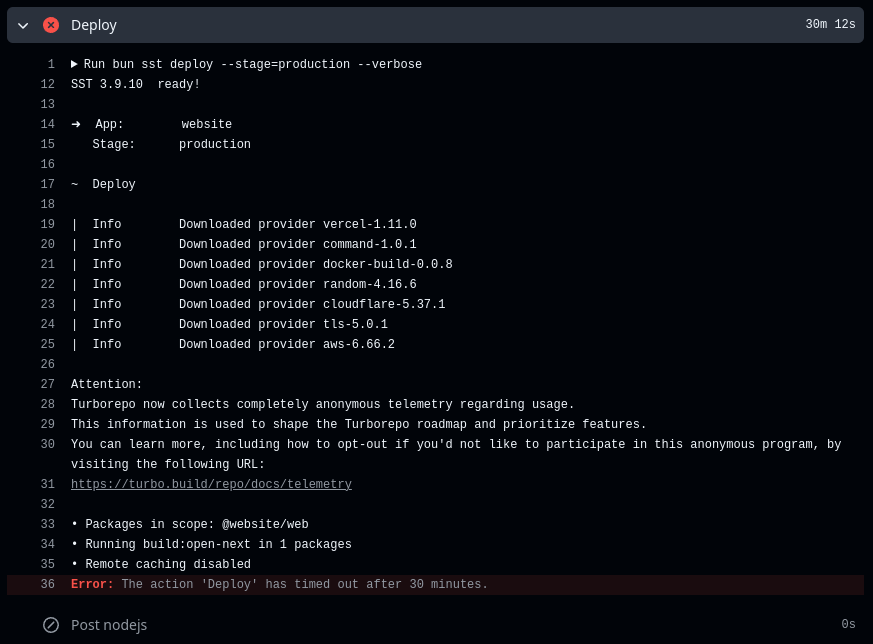 Deploy 30m 12s
1 Run bun sst deploy --stage=production --verbose
12 SST 3.9.10  ready!
13
14 ➜  App:        website
15    Stage:      production
16
17 ~  Deploy
18
19 |  Info        Downloaded provider vercel-1.11.0
20 |  Info        Downloaded provider command-1.0.1
21 |  Info        Downloaded provider docker-build-0.0.8
22 |  Info        Downloaded provider random-4.16.6
23 |  Info        Downloaded provider cloudflare-5.37.1
24 |  Info        Downloaded provider tls-5.0.1
25 |  Info        Downloaded provider aws-6.66.2
26
27 Attention:
28 Turborepo now collects completely anonymous telemetry regarding usage.
29 This information is used to shape the Turborepo roadmap and prioritize features.
30 You can learn more, including how to opt-out if you'd not like to participate in this anonymous program, by
visiting the following URL:
31 https://turbo.build/repo/docs/telemetry
32
33 • Packages in scope: @website/web
34 • Running build:open-next in 1 packages
35 • Remote caching disabled
36 Error: The action 'Deploy' has timed out after 30 minutes.
Post nodejs 0s